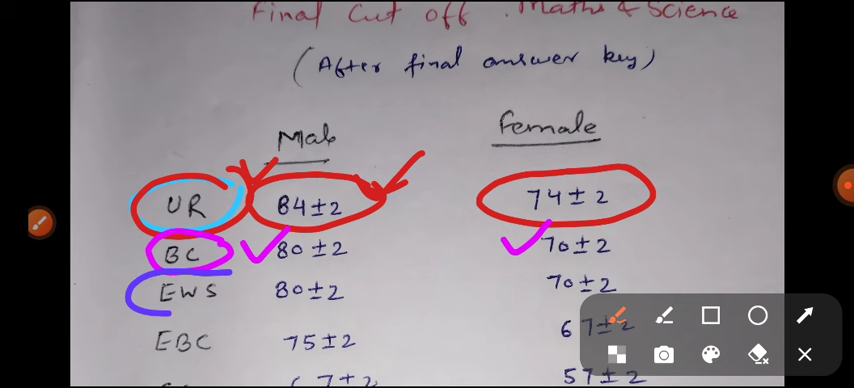 Final Cut off . Maths & Science
(After final answer key)
Male Female
UR 84±2 74±2
BC 80±2 70±2
EWS 80±2 70±2
EBC 75±2 67±2
57±2